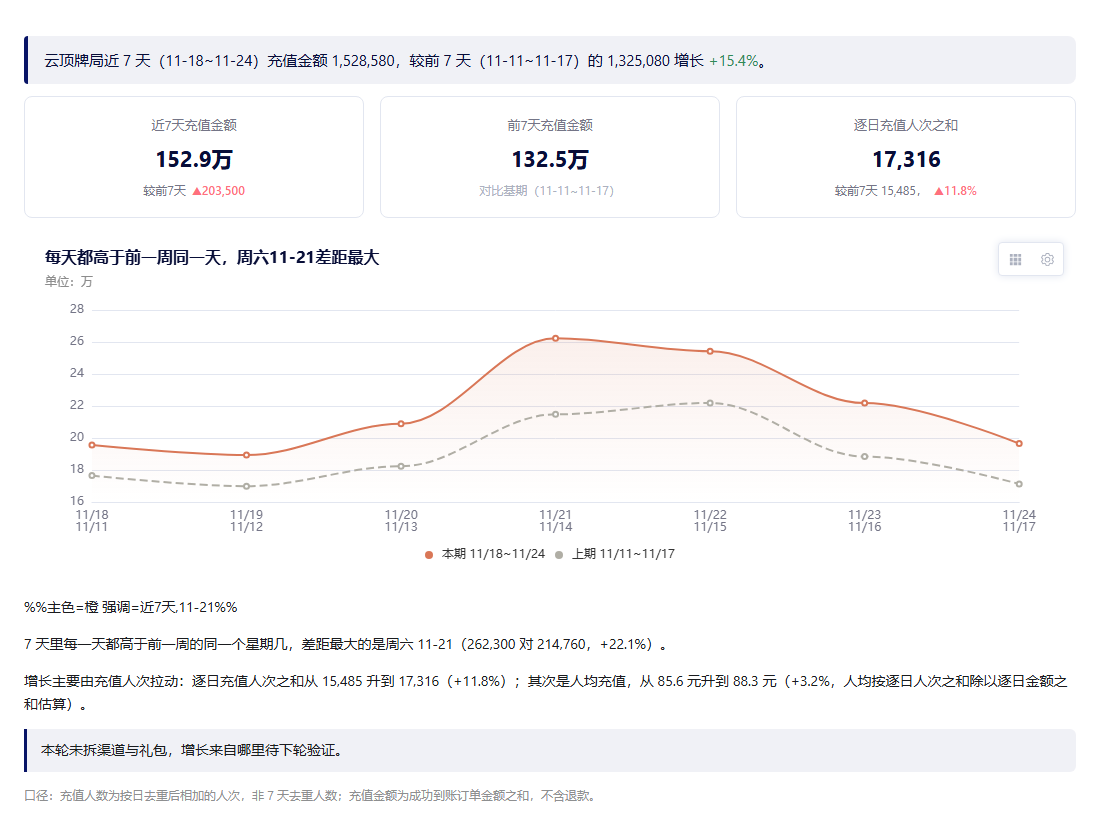 云顶牌局近 7 天（11-18~11-24）充值金额 1,528,580，较前 7 天（11-11~11-17）的 1,325,080 增长 +15.4%。
近7天充值金额
152.9万
较前7天 ▲203,500
前7天充值金额
132.5万
对比基期（11-11~11-17）
逐日充值人次之和
17,316
较前7天 15,485， ▲11.8%
每天都高于前一周同一天，周六11-21差距最大
单位：万
28
26
24
22
20
18
16
11/18 11/19 11/20 11/21 11/22 11/23 11/24
11/11 11/12 11/13 11/14 11/15 11/16 11/17
本期 11/18~11/24 上期 11/11~11/17
%%主色=橙 强调=近7天,11-21%%
7 天里每一天都高于前一周的同一个星期几，差距最大的是周六 11-21（262,300 对 214,760，+22.1%）。
增长主要由充值人次拉动：逐日充值人次之和从 15,485 升到 17,316（+11.8%）；其次是人均充值，从 85.6 元升到 88.3 元（+3.2%，人均按逐日人次之和除以逐日金额之
和估算）。
本轮未拆渠道与礼包，增长来自哪里待下轮验证。
口径：充值人数为按日去重后相加的人次，非 7 天去重人数；充值金额为成功到账订单金额之和，不含退款。